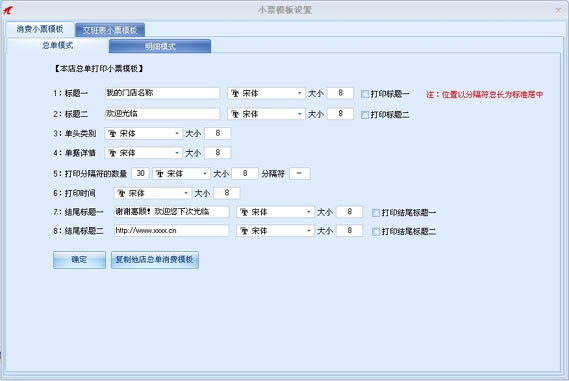 小票模板设置
消费小票模板 交班表小票模板
总单模式 明细模式
【本店总单打印小票模板】
1：标题一 我的门店名称 宋体 大小 8 打印标题一 注：位置以分隔符总长为标准居中
2：标题二 欢迎光临 宋体 大小 8 打印标题二
3：单头类别 宋体 大小 8
4：单据详情 宋体 大小 8
5：打印分隔符的数量 30 宋体 大小 8 分隔符 -
6：打印时间 宋体 大小 8
7：结尾标题一 谢谢惠顾！欢迎您下次光临 宋体 大小 8 打印结尾标题一
8：结尾标题二 http://www.xxxx.cn 宋体 大小 8 打印结尾标题二
确定 复制他店总单消费模板